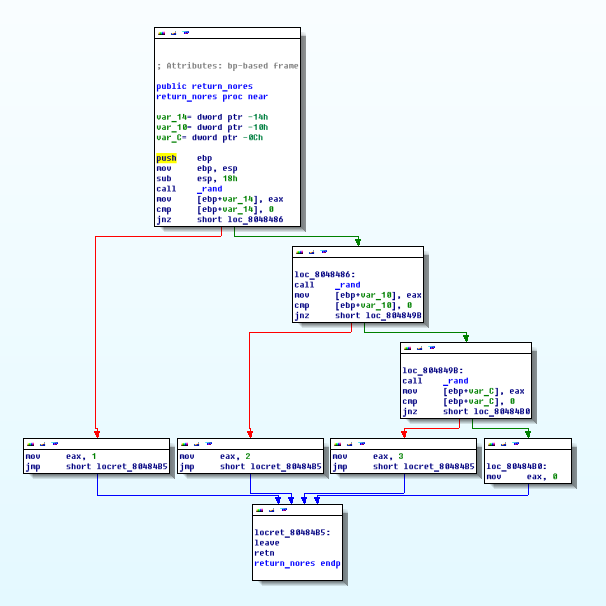 ; Attributes: bp-based frame
public return_nores
return_nores proc near
var_14= dword ptr -14h
var_10= dword ptr -10h
var_C= dword ptr -0Ch
push ebp
mov ebp, esp
sub esp, 18h
call _rand
mov [ebp+var_14], eax
cmp [ebp+var_14], 0
jnz short loc_8048486
loc_8048486:
call _rand
mov [ebp+var_10], eax
cmp [ebp+var_10], 0
jnz short loc_804849B
loc_804849B:
call _rand
mov [ebp+var_C], eax
cmp [ebp+var_C], 0
jnz short loc_80484B0
mov eax, 1
jmp short locret_80484B5
mov eax, 2
jmp short locret_80484B5
mov eax, 3
jmp short locret_80484B5
loc_80484B0:
mov eax, 0
locret_80484B5:
leave
retn
return_nores endp